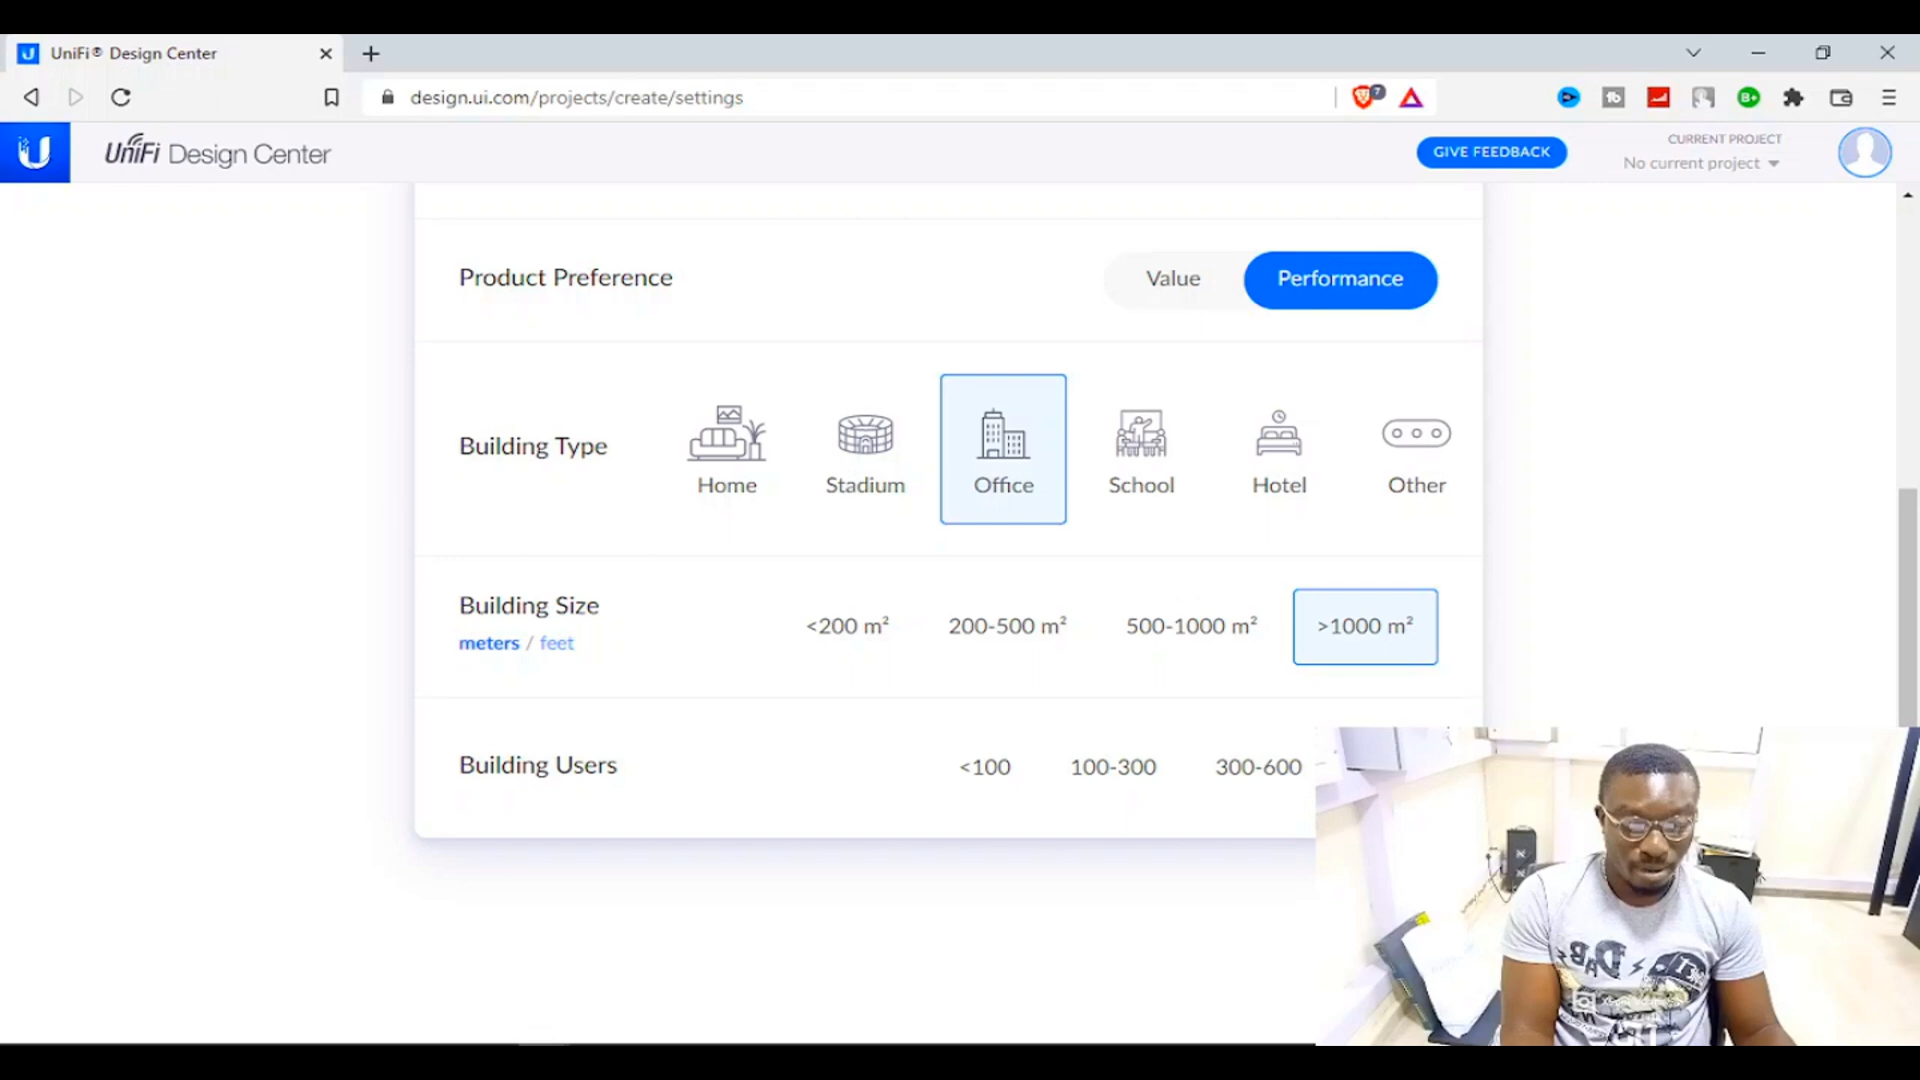 UniFi® Design Center
design.ui.com/projects/create/settings
7
UniFi Design Center
GIVE FEEDBACK
CURRENT PROJECT
No current project
Product Preference
Value
Performance
Building Type
Home
Stadium
Office
School
Hotel
Other
Building Size
meters / feet
<200 m²
200-500 m²
500-1000 m²
>1000 m²
Building Users
<100
100-300
300-600